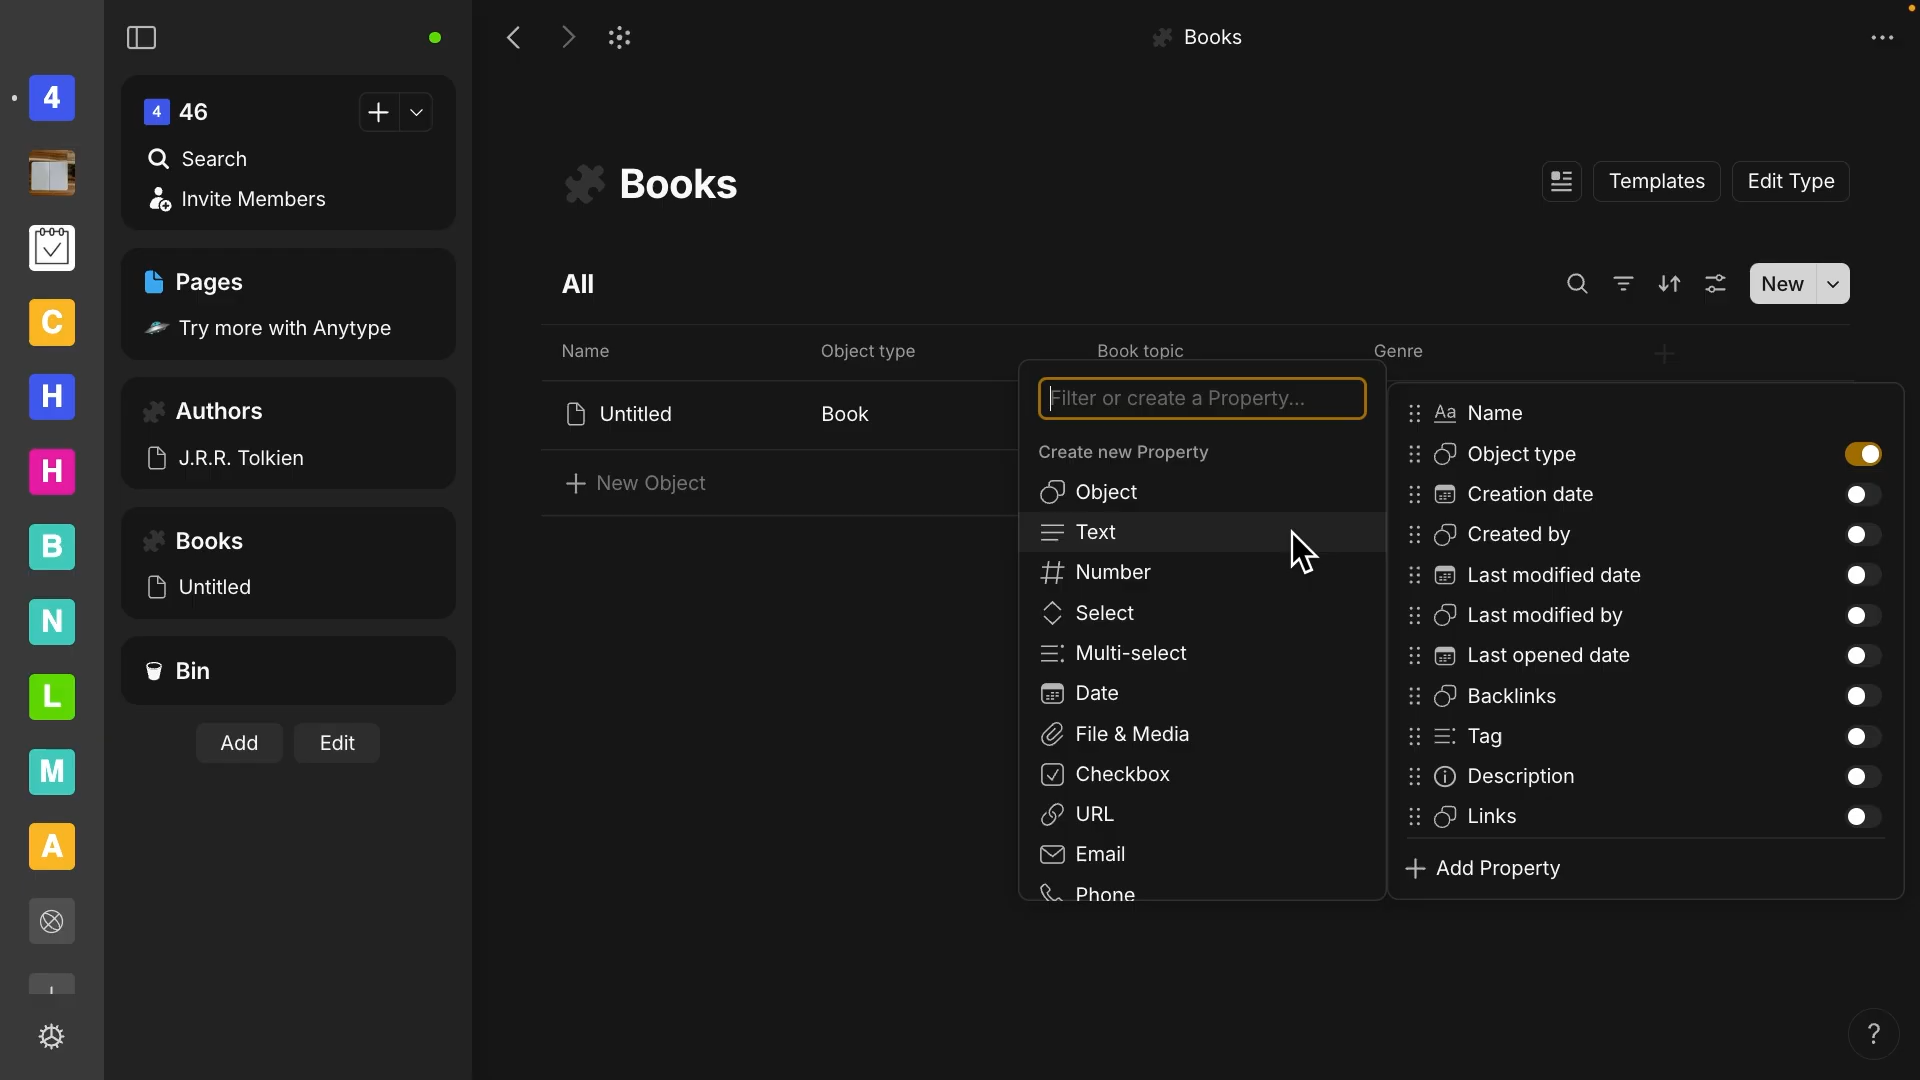 Books
4
4 46
Search
Invite Members
Pages
Try more with Anytype
Authors
J.R.R. Tolkien
Books
Untitled
Bin
Add Edit
C
H
H
B
N
L
M
A
Books
Templates
Edit Type
All
New
Name Object type Book topic Genre
Untitled Book
New Object
Filter or create a Property...
Create new Property
Object
Text
Number
Select
Multi-select
Date
File & Media
Checkbox
URL
Email
Phone
Aa Name
Object type
Creation date
Created by
Last modified date
Last modified by
Last opened date
Backlinks
Tag
Description
Links
Add Property
?